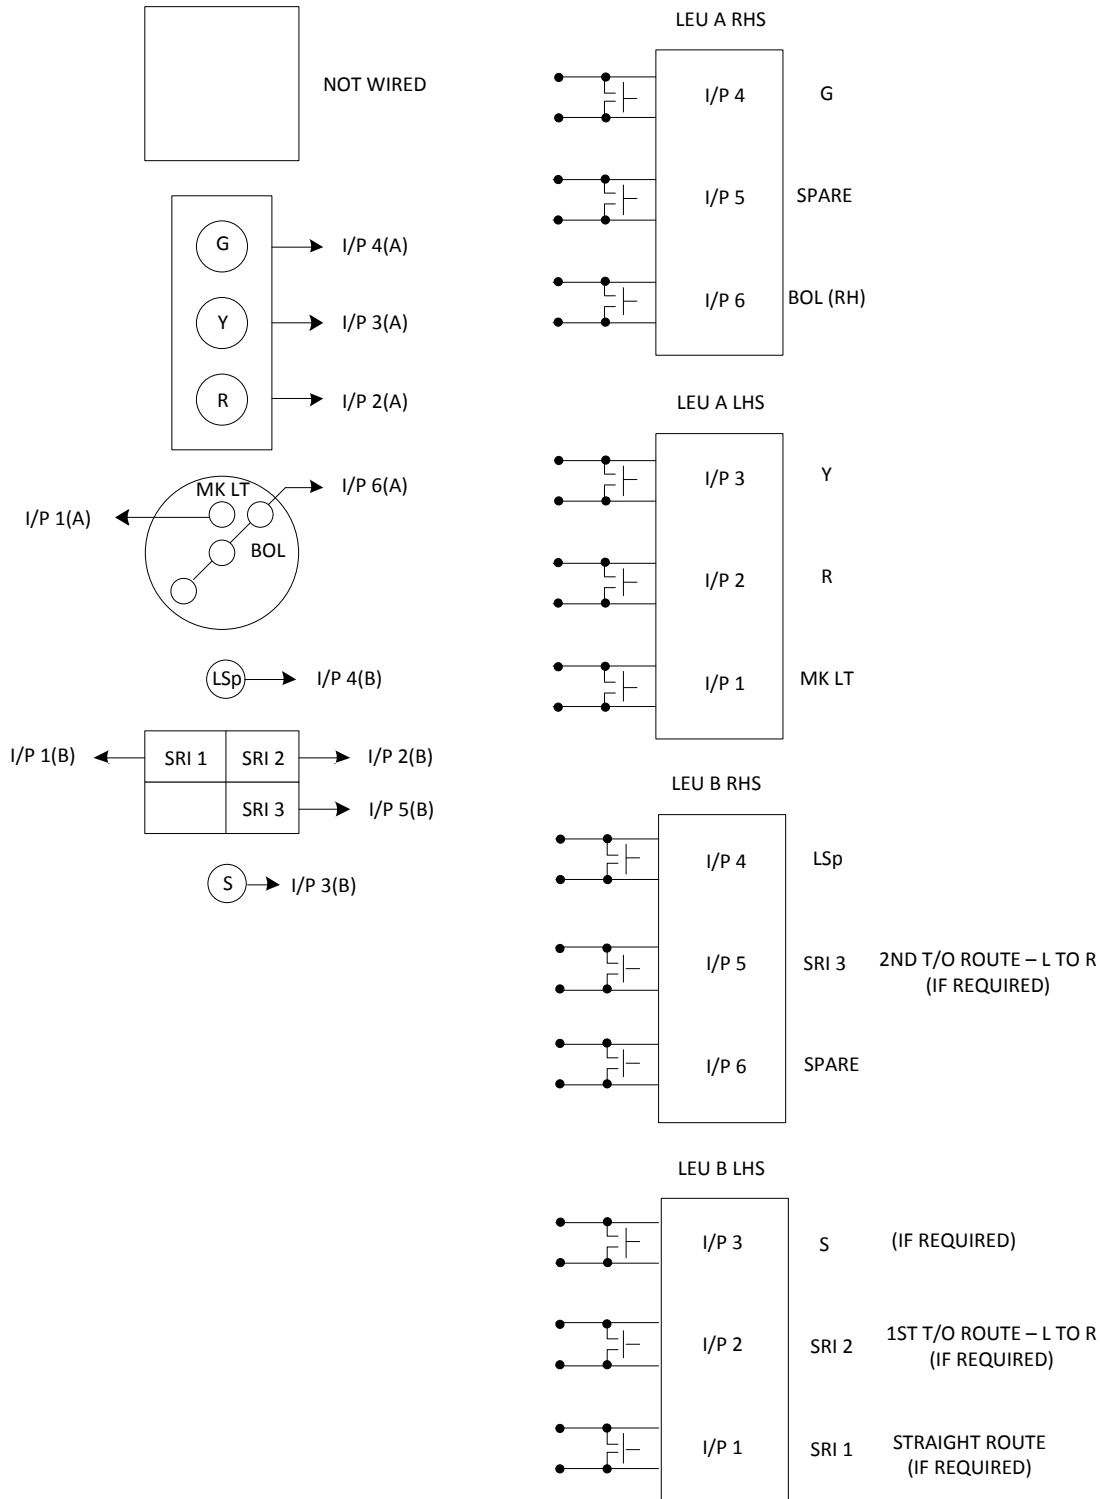 NOT WIRED
G
I/P 4(A)
Y
I/P 3(A)
R
I/P 2(A)
MK LT
I/P 6(A)
I/P 1(A)
BOL
LSp
I/P 4(B)
I/P 1(B)
SRI 1
SRI 2
I/P 2(B)
SRI 3
I/P 5(B)
S
I/P 3(B)
LEU A RHS
I/P 4
G
I/P 5
SPARE
I/P 6
BOL (RH)
LEU A LHS
I/P 3
Y
I/P 2
R
I/P 1
MK LT
LEU B RHS
I/P 4
LSp
I/P 5
SRI 3
2ND T/O ROUTE – L TO R
(IF REQUIRED)
I/P 6
SPARE
LEU B LHS
I/P 3
S
(IF REQUIRED)
I/P 2
SRI 2
1ST T/O ROUTE – L TO R
(IF REQUIRED)
I/P 1
SRI 1
STRAIGHT ROUTE
(IF REQUIRED)